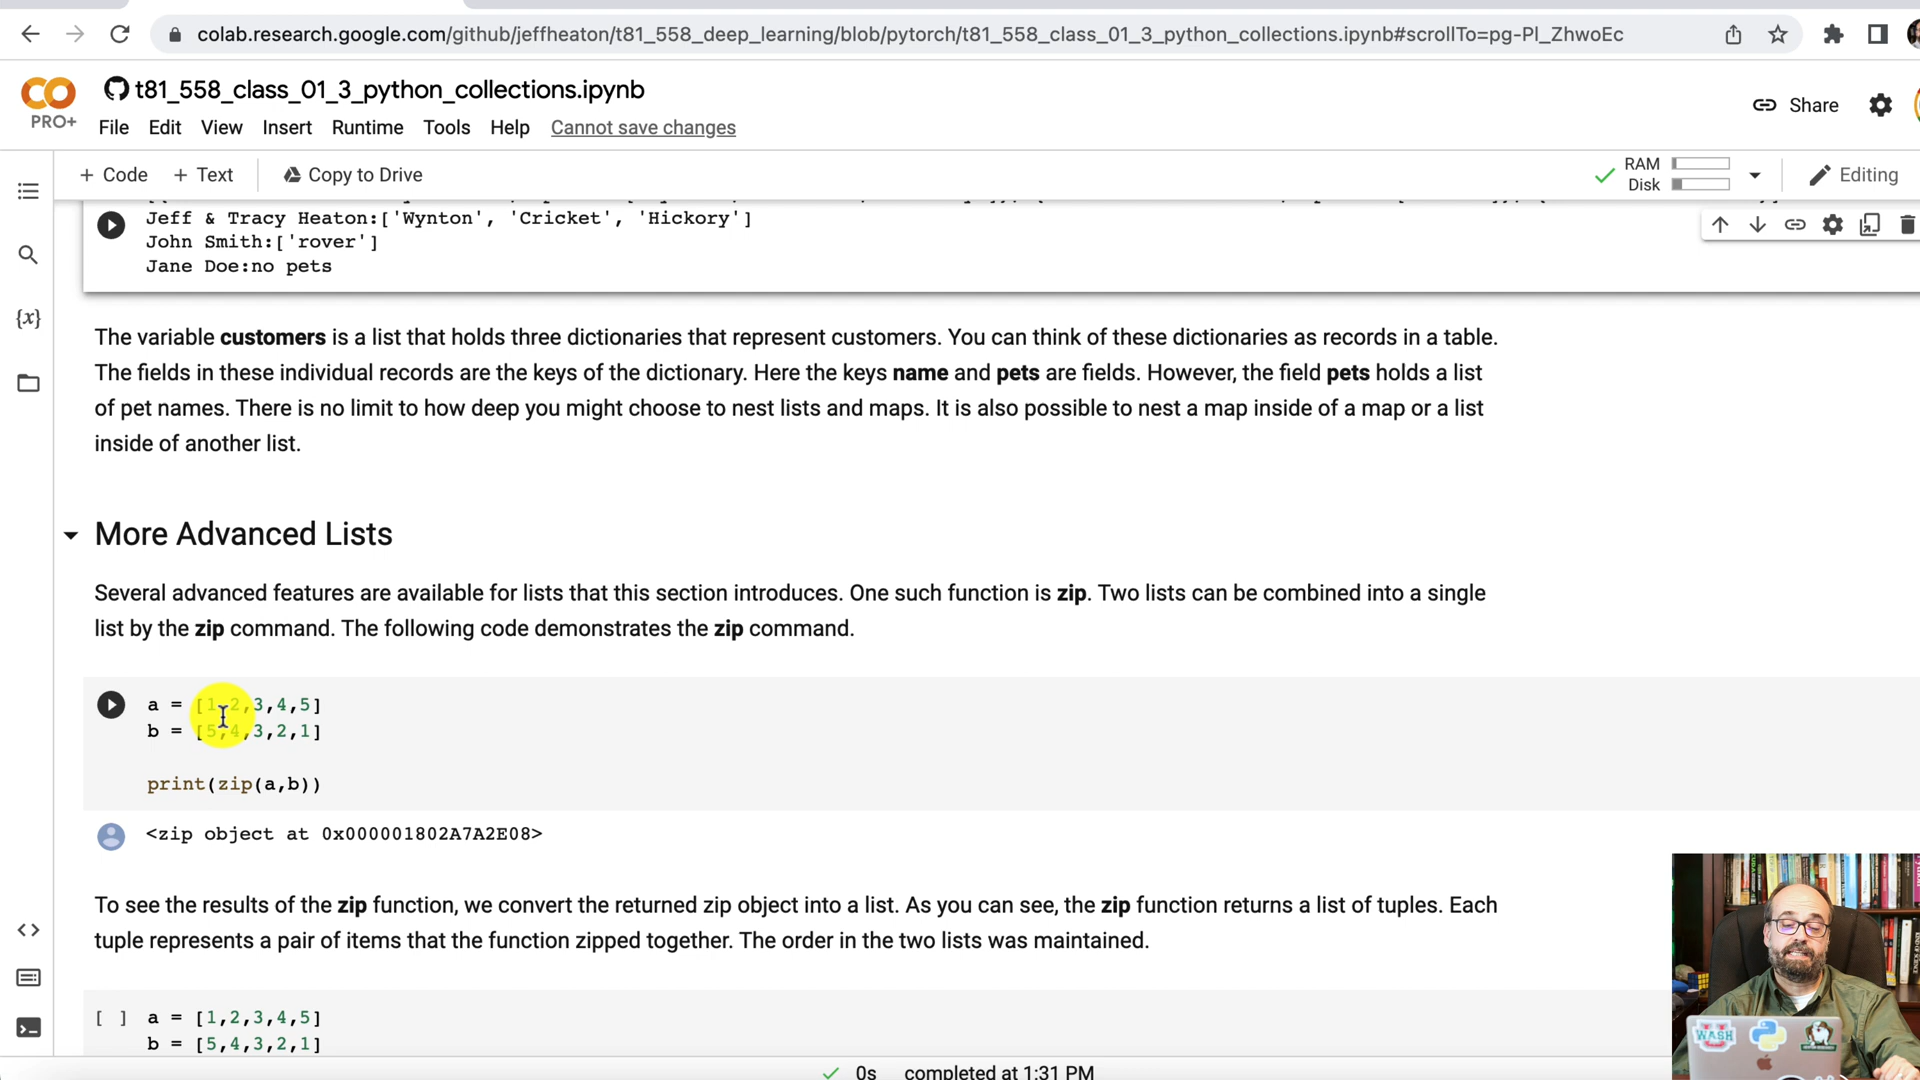 colab.research.google.com/github/jeffheaton/t81_558_deep_learning/blob/pytorch/t81_558_class_01_3_python_collections.ipynb#scrollTo=pg-Pl_ZhwoEc
t81_558_class_01_3_python_collections.ipynb
PRO+
File Edit View Insert Runtime Tools Help Cannot save changes
Share
+ Code + Text Copy to Drive
RAM
Disk
Editing
Jeff & Tracy Heaton:['Wynton', 'Cricket', 'Hickory']
John Smith:['rover']
Jane Doe:no pets
The variable customers is a list that holds three dictionaries that represent customers. You can think of these dictionaries as records in a table.
The fields in these individual records are the keys of the dictionary. Here the keys name and pets are fields. However, the field pets holds a list
of pet names. There is no limit to how deep you might choose to nest lists and maps. It is also possible to nest a map inside of a map or a list
inside of another list.
More Advanced Lists
Several advanced features are available for lists that this section introduces. One such function is zip. Two lists can be combined into a single
list by the zip command. The following code demonstrates the zip command.
a = [1,2,3,4,5]
b = [5,4,3,2,1]
print(zip(a,b))
<zip object at 0x000001802A7A2E08>
To see the results of the zip function, we convert the returned zip object into a list. As you can see, the zip function returns a list of tuples. Each
tuple represents a pair of items that the function zipped together. The order in the two lists was maintained.
[ ] a = [1,2,3,4,5]
b = [5,4,3,2,1]
WASH
0s completed at 1:31 PM